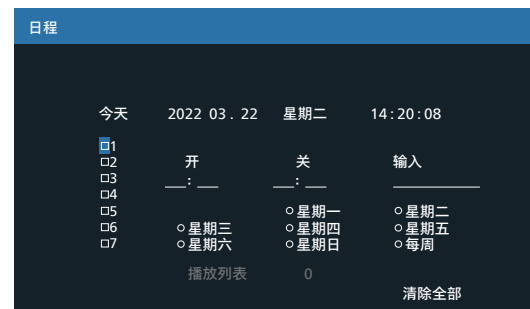 日程
今天 2022 03 . 22 星期二 14 : 20 : 08
1
2 开 关 输入
3 __ : __ __ : __ ________
4
5 星期一 星期二
6 星期三 星期四 星期五
7 星期六 星期日 每周
播放列表 0
清除全部